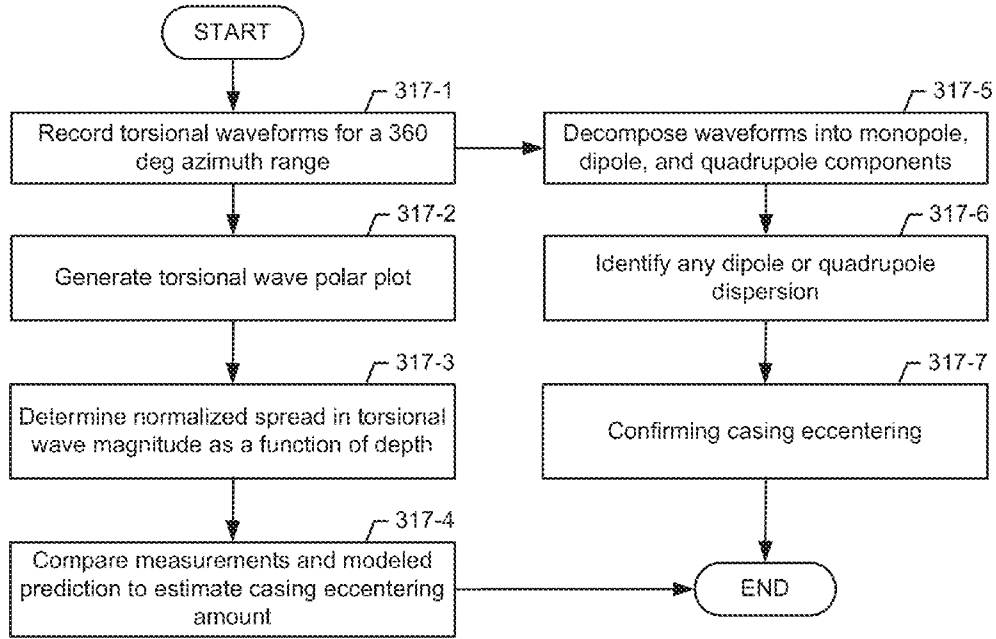 START
317-1
Record torsional waveforms for a 360
deg azimuth range
317-2
Generate torsional wave polar plot
317-3
Determine normalized spread in torsional
wave magnitude as a function of depth
317-4
Compare measurements and modeled
prediction to estimate casing eccentering
amount
317-5
Decompose waveforms into monopole,
dipole, and quadrupole components
317-6
Identify any dipole or quadrupole
dispersion
317-7
Confirming casing eccentering
END